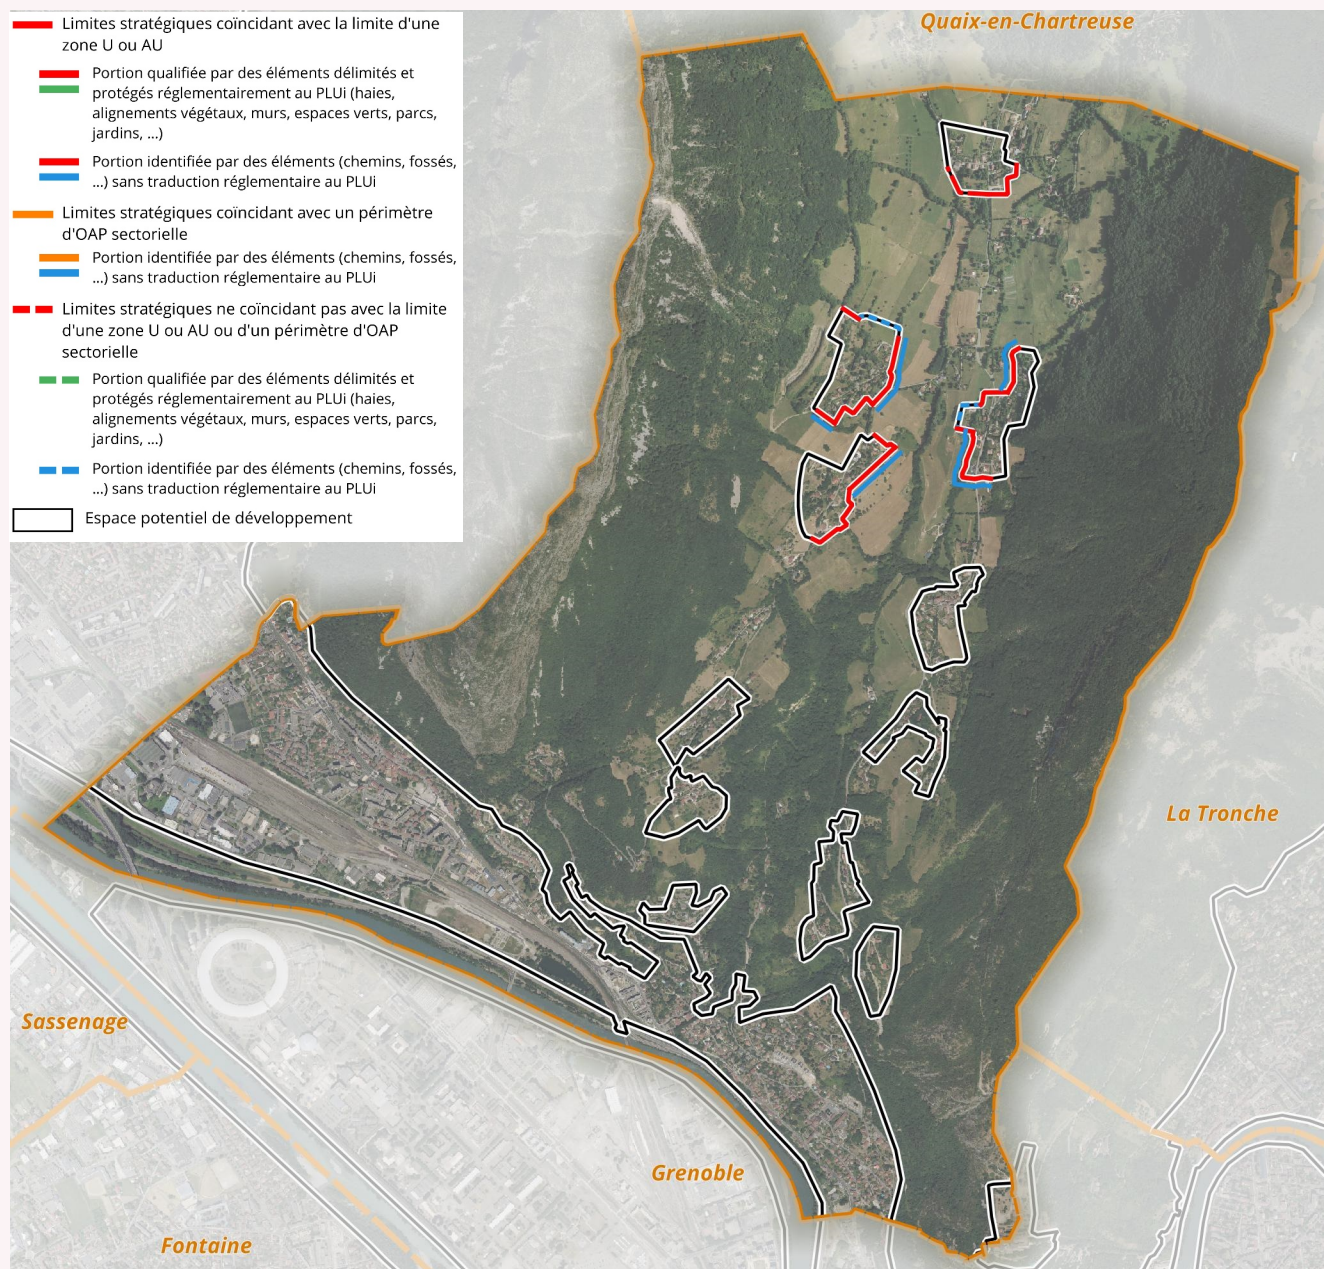 Limites stratégiques coïncidant avec la limite d'une
zone U ou AU
Portion qualifiée par des éléments délimités et
protégés réglementairement au PLUi (haies,
alignements végétaux, murs, espaces verts, parcs,
jardins, ...)
Portion identifiée par des éléments (chemins, fossés,
...) sans traduction réglementaire au PLUi
Limites stratégiques coïncidant avec un périmètre
d'OAP sectorielle
Portion identifiée par des éléments (chemins, fossés,
...) sans traduction réglementaire au PLUi
Limites stratégiques ne coïncidant pas avec la limite
d'une zone U ou AU ou d'un périmètre d'OAP
sectorielle
Portion qualifiée par des éléments délimités et
protégés réglementairement au PLUi (haies,
alignements végétaux, murs, espaces verts, parcs,
jardins, ...)
Portion identifiée par des éléments (chemins, fossés,
...) sans traduction réglementaire au PLUi
Espace potentiel de développement
Quaix-en-Chartreuse
La Tronche
Sassenage
Grenoble
Fontaine